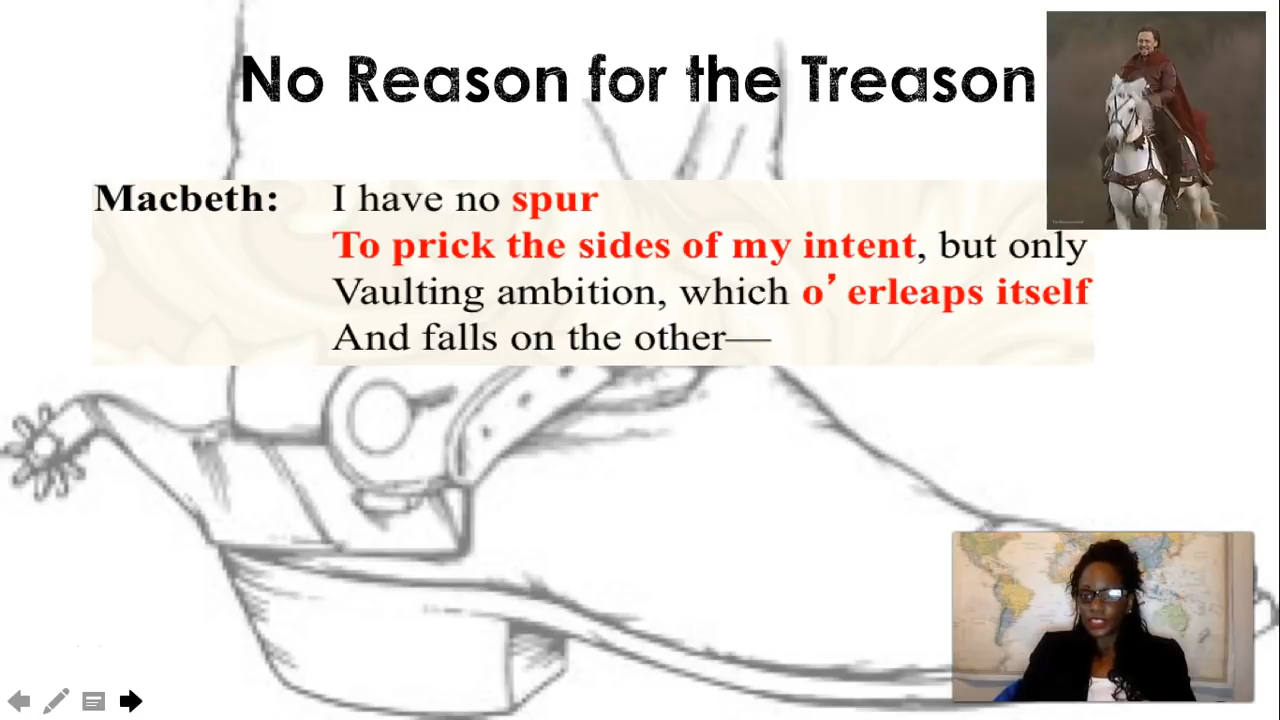 No Reason for the Treason
Macbeth: I have no spur
To prick the sides of my intent, but only
Vaulting ambition, which o’ erleaps itself
And falls on the other—